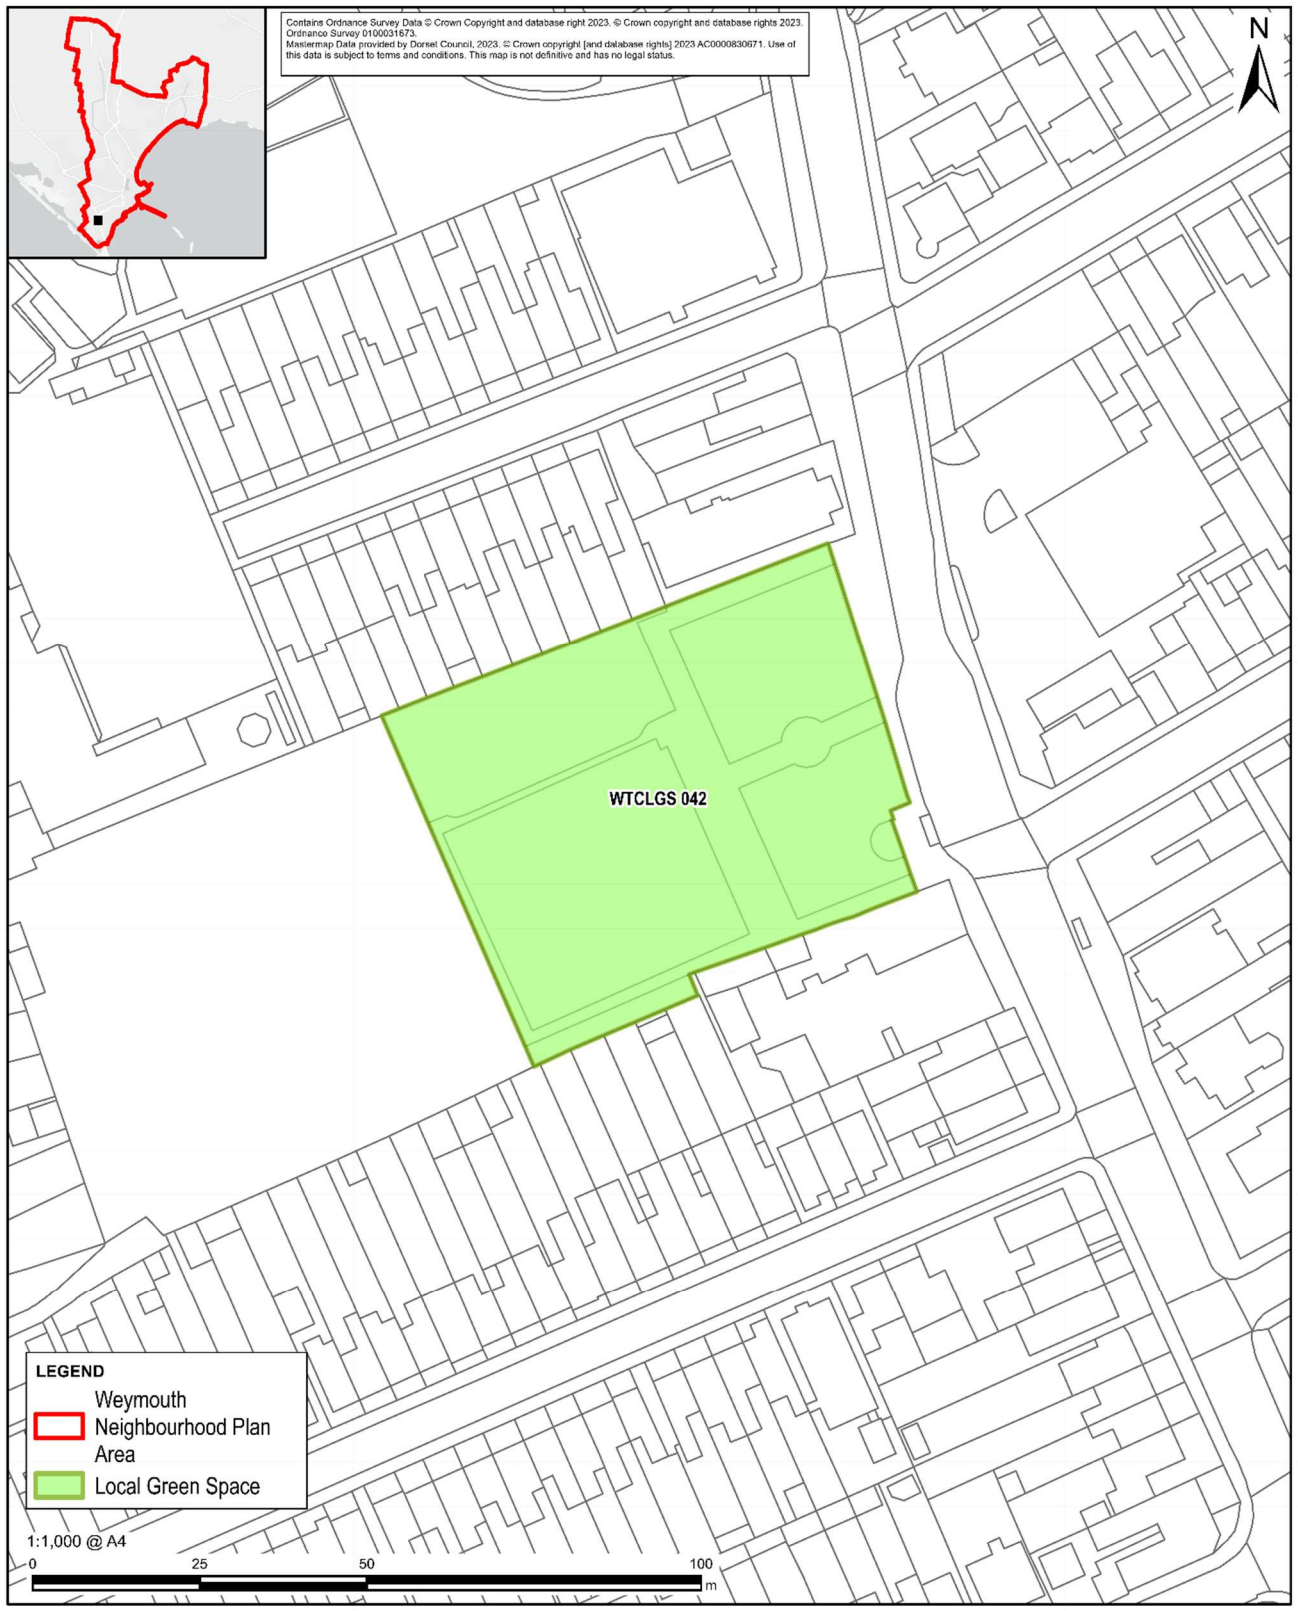 Contains Ordnance Survey Data © Crown Copyright and database right 2023. © Crown copyright and database rights 2023.
Ordnance Survey 0100031673.
Mastermap Data provided by Dorset Council, 2023. © Crown copyright [and database rights] 2023 AC0000830671. Use of
this data is subject to terms and conditions. This map is not definitive and has no legal status.
N
WTCLGS 042
LEGEND
Weymouth
Neighbourhood Plan
Area
Local Green Space
1:1,000 @ A4
0 25 50 100
m